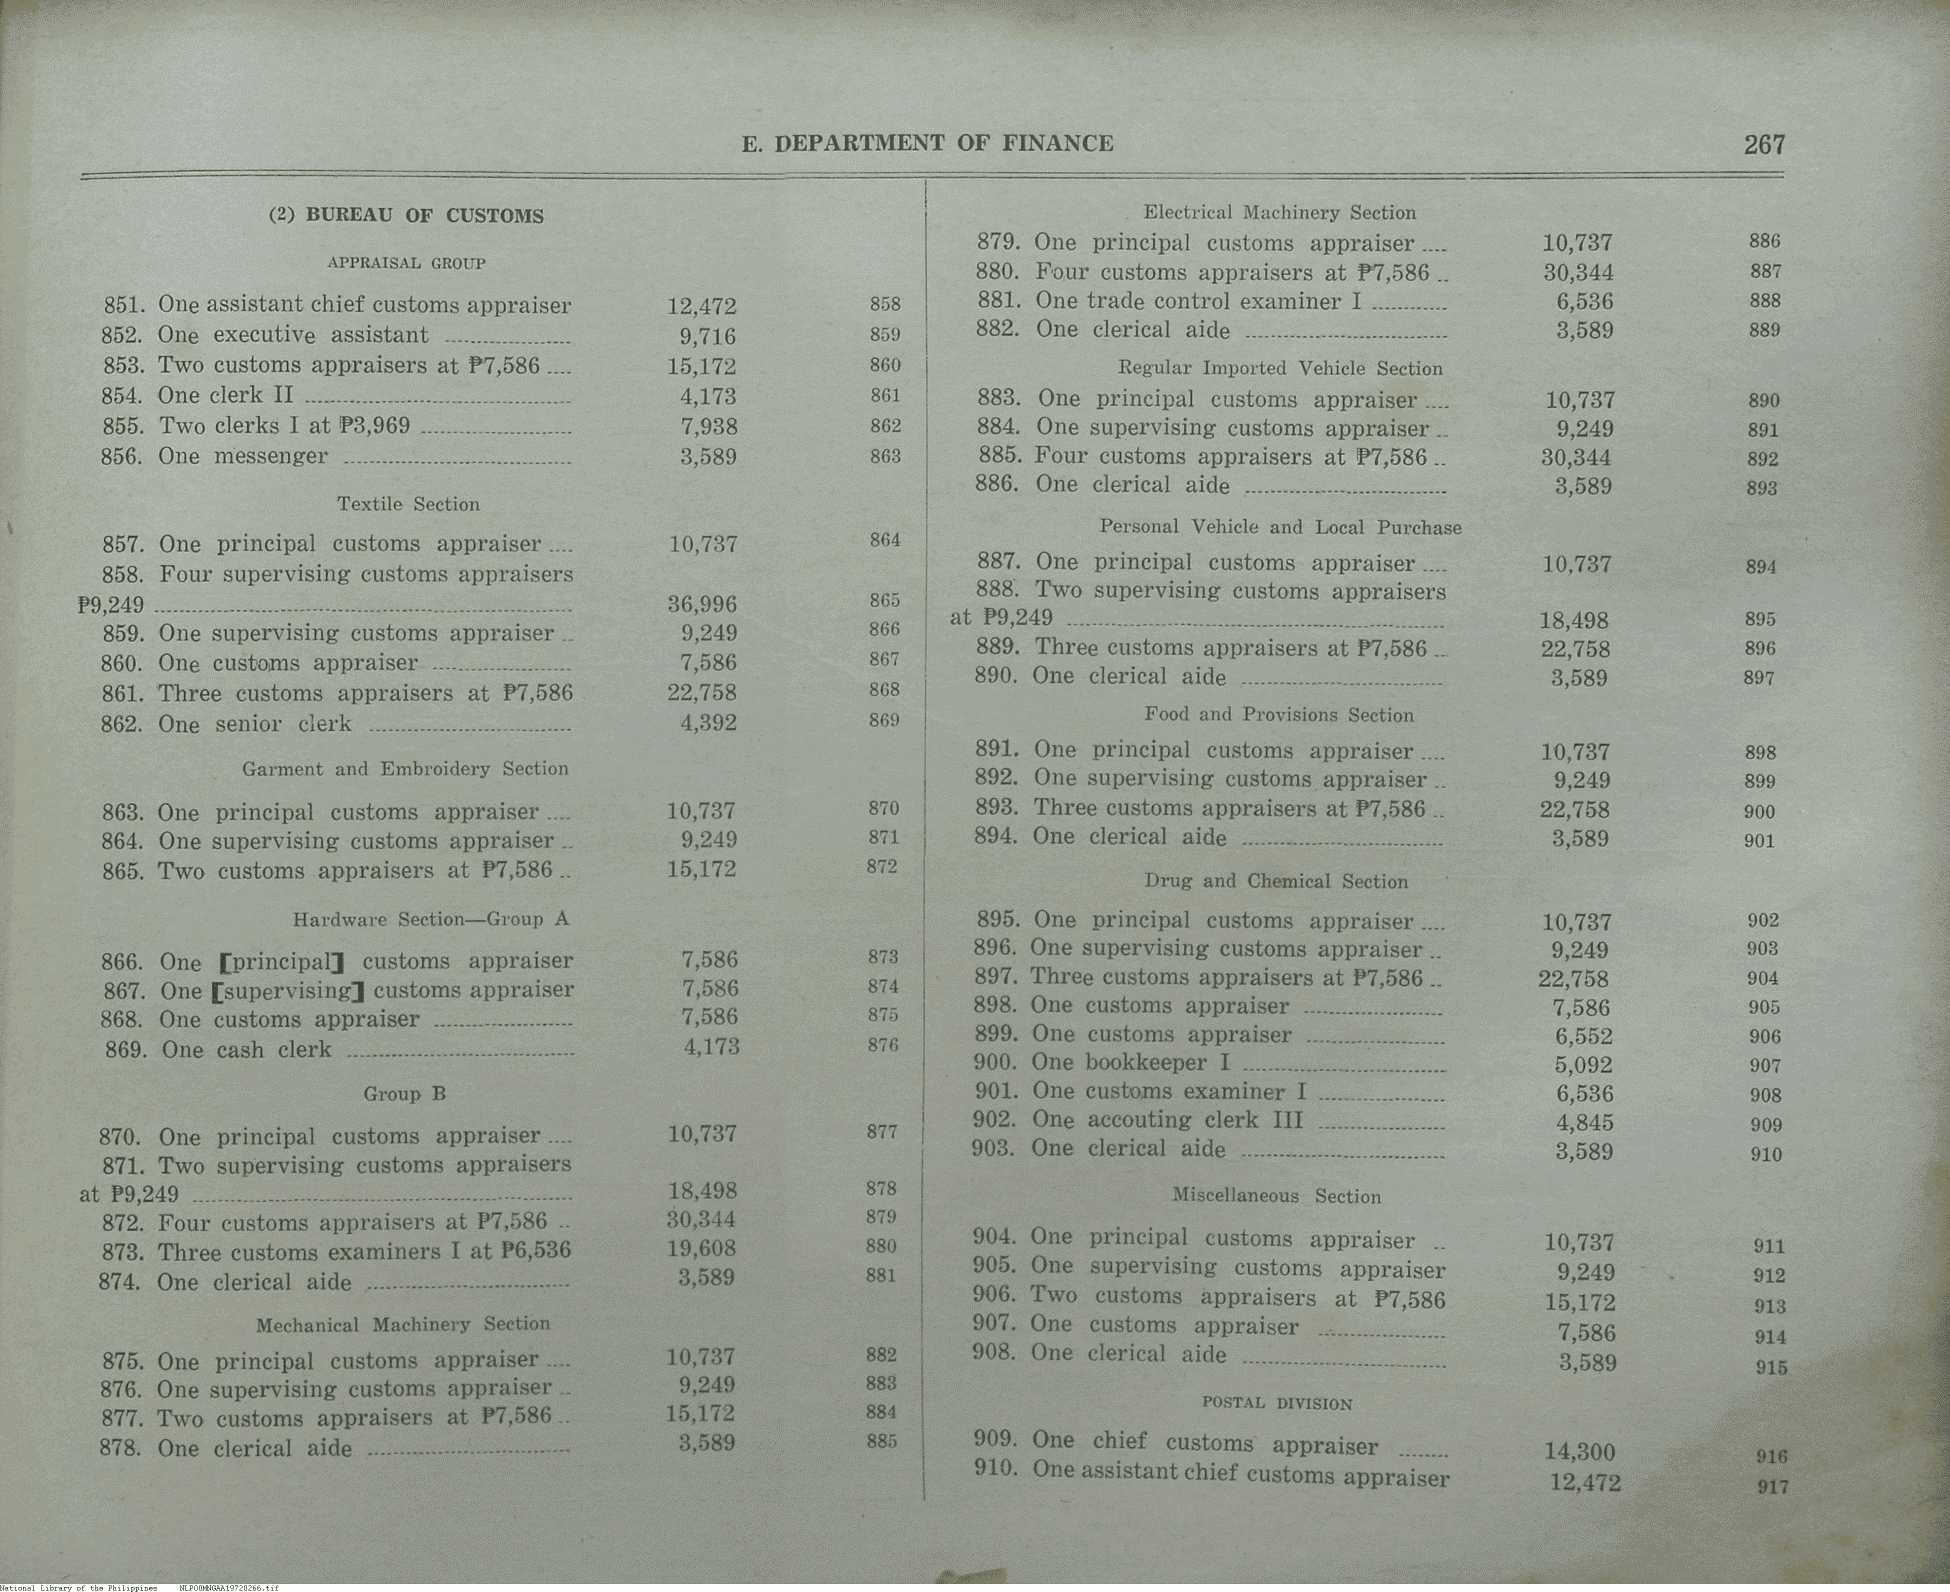 E. DEPARTMENT OF FINANCE 267
(2) BUREAU OF CUSTOMS
APPRAISAL GROUP
851. One assistant chief customs appraiser 12,472 858
852. One executive assistant .................... 9,716 859
853. Two customs appraisers at ₱7,586 .... 15,172 860
854. One clerk II .................... 4,173 861
855. Two clerks I at ₱3,969 .................... 7,938 862
856. One messenger .................... 3,589 863
Textile Section
857. One principal customs appraiser .... 10,737 864
858. Four supervising customs appraisers
₱9,249 .................... 36,996 865
859. One supervising customs appraiser .. 9,249 866
860. One customs appraiser .................... 7,586 867
861. Three customs appraisers at ₱7,586 22,758 868
862. One senior clerk .................... 4,392 869
Garment and Embroidery Section
863. One principal customs appraiser .... 10,737 870
864. One supervising customs appraiser .. 9,249 871
865. Two customs appraisers at ₱7,586 .. 15,172 872
Hardware Section—Group A
866. One [principal] customs appraiser 7,586 873
867. One [supervising] customs appraiser 7,586 874
868. One customs appraiser .................... 7,586 875
869. One cash clerk .................... 4,173 876
Group B
870. One principal customs appraiser .... 10,737 877
871. Two supervising customs appraisers
at ₱9,249 .................... 18,498 878
872. Four customs appraisers at ₱7,586 .. 30,344 879
873. Three customs examiners I at ₱6,536 19,608 880
874. One clerical aide .................... 3,589 881
Mechanical Machinery Section
875. One principal customs appraiser .... 10,737 882
876. One supervising customs appraiser .. 9,249 883
877. Two customs appraisers at ₱7,586 .. 15,172 884
878. One clerical aide .................... 3,589 885
Electrical Machinery Section
879. One principal customs appraiser .... 10,737 886
880. Four customs appraisers at ₱7,586 .. 30,344 887
881. One trade control examiner I .................... 6,536 888
882. One clerical aide .................... 3,589 889
Regular Imported Vehicle Section
883. One principal customs appraiser .... 10,737 890
884. One supervising customs appraiser .. 9,249 891
885. Four customs appraisers at ₱7,586 .. 30,344 892
886. One clerical aide .................... 3,589 893
Personal Vehicle and Local Purchase
887. One principal customs appraiser .... 10,737 894
888. Two supervising customs appraisers
at ₱9,249 .................... 18,498 895
889. Three customs appraisers at ₱7,586 .. 22,758 896
890. One clerical aide .................... 3,589 897
Food and Provisions Section
891. One principal customs appraiser .... 10,737 898
892. One supervising customs appraiser .. 9,249 899
893. Three customs appraisers at ₱7,586 .. 22,758 900
894. One clerical aide .................... 3,589 901
Drug and Chemical Section
895. One principal customs appraiser .... 10,737 902
896. One supervising customs appraiser .. 9,249 903
897. Three customs appraisers at ₱7,586 .. 22,758 904
898. One customs appraiser .................... 7,586 905
899. One customs appraiser .................... 6,552 906
900. One bookkeeper I .................... 5,092 907
901. One customs examiner I .................... 6,536 908
902. One accouting clerk III .................... 4,845 909
903. One clerical aide .................... 3,589 910
Miscellaneous Section
904. One principal customs appraiser .. 10,737 911
905. One supervising customs appraiser 9,249 912
906. Two customs appraisers at ₱7,586 15,172 913
907. One customs appraiser .................... 7,586 914
908. One clerical aide .................... 3,589 915
POSTAL DIVISION
909. One chief customs appraiser ........ 14,300 916
910. One assistant chief customs appraiser 12,472 917
National Library of the Philippines NLPO0MNGAA19720266.tif